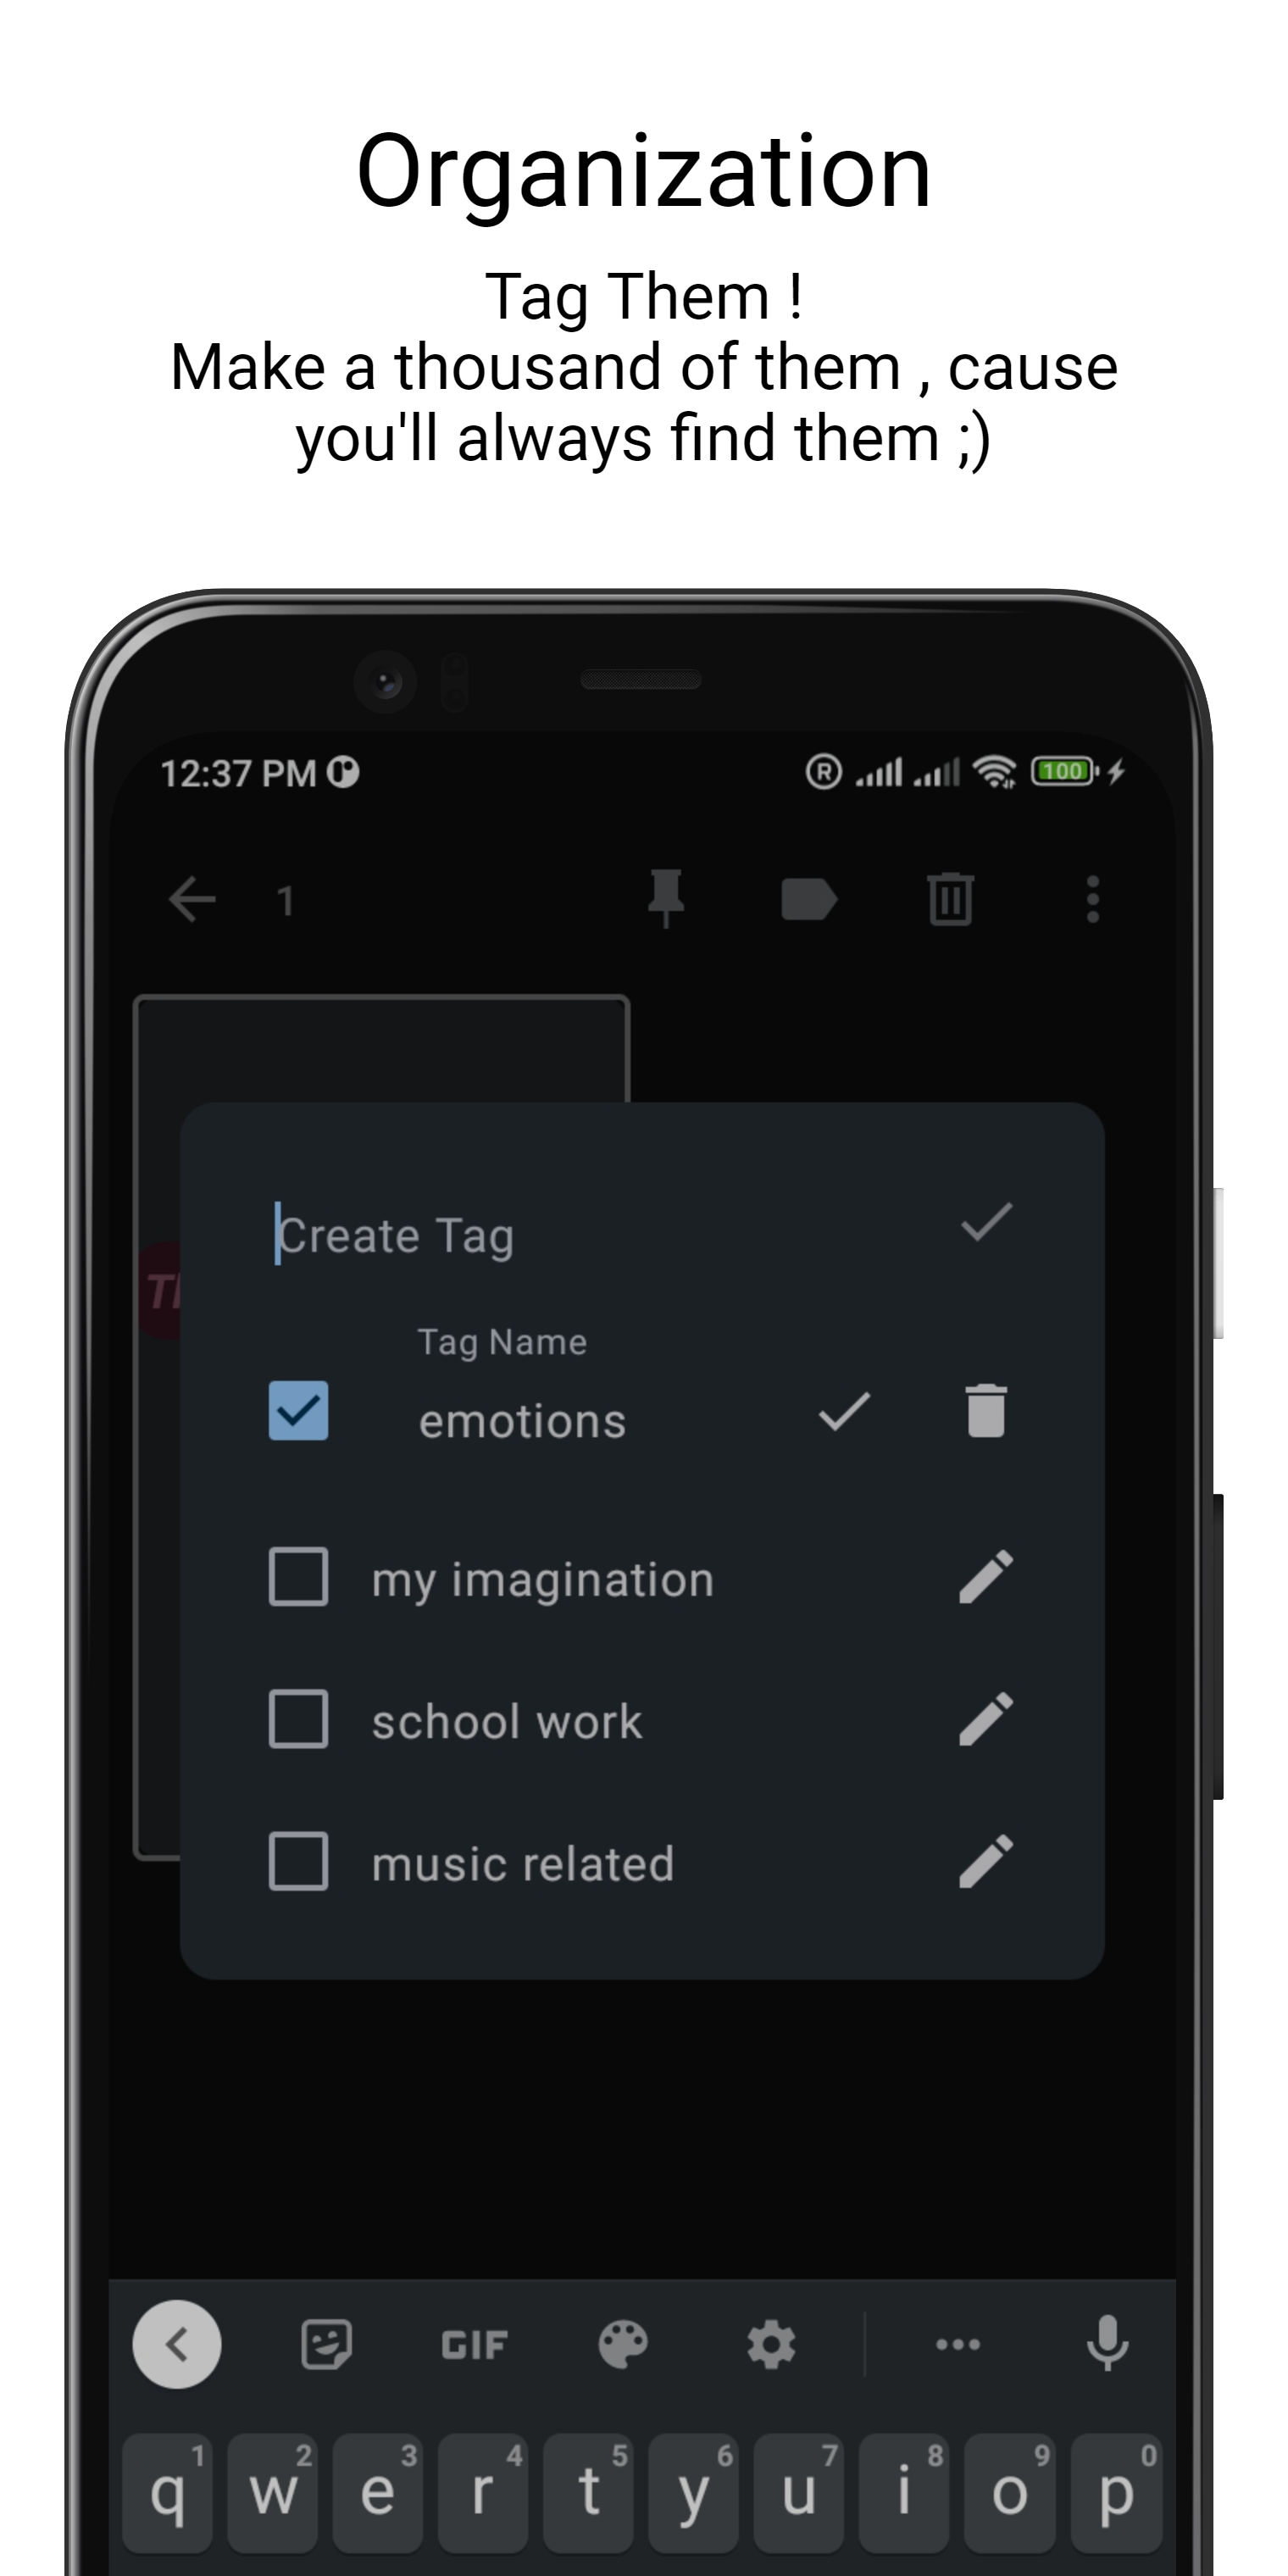 Organization
Tag Them !
Make a thousand of them , cause
you'll always find them ;)
12:37 PM
R
100
1
Create Tag
Tag Name
emotions
my imagination
school work
music related
GIF
1 2 3 4 5 6 7 8 9 0
q w e r t y u i o p